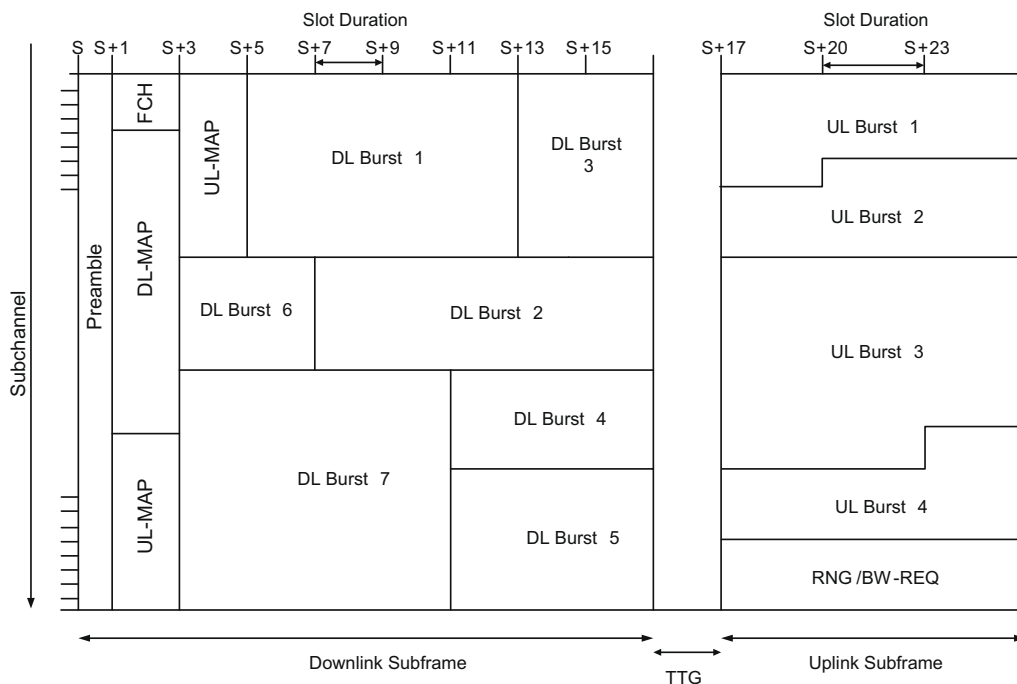 Slot Duration
Slot Duration
S S+1 S+3 S+5 S+7 S+9 S+11 S+13 S+15 S+17 S+20 S+23
FCH
UL-MAP
DL Burst 1
DL Burst
3
UL Burst 1
UL Burst 2
Subchannel
Preamble
DL-MAP
DL Burst 6
DL Burst 2
UL Burst 3
DL Burst 4
UL-MAP
DL Burst 7
DL Burst 5
UL Burst 4
RNG /BW-REQ
Downlink Subframe
TTG
Uplink Subframe